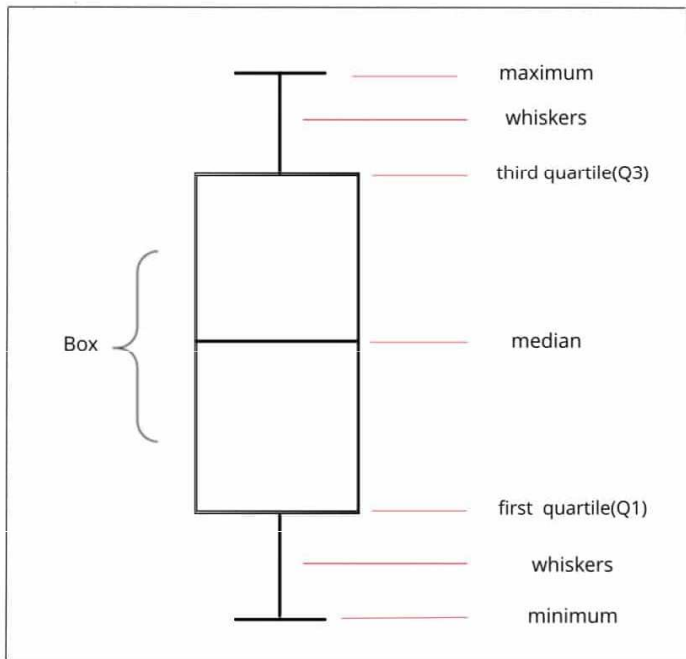 maximum
whiskers
third quartile(Q3)
Box
median
first quartile(Q1)
whiskers
minimum